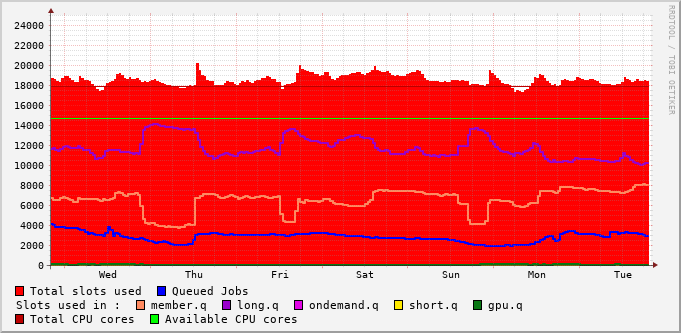 RRDTOOL / TOBI OETIKER
24000
22000
20000
18000
16000
14000
12000
10000
8000
6000
4000
2000
0
Wed Thu Fri Sat Sun Mon Tue
Total slots used Queued Jobs
Slots used in : member.q long.q ondemand.q short.q gpu.q
Total CPU cores Available CPU cores